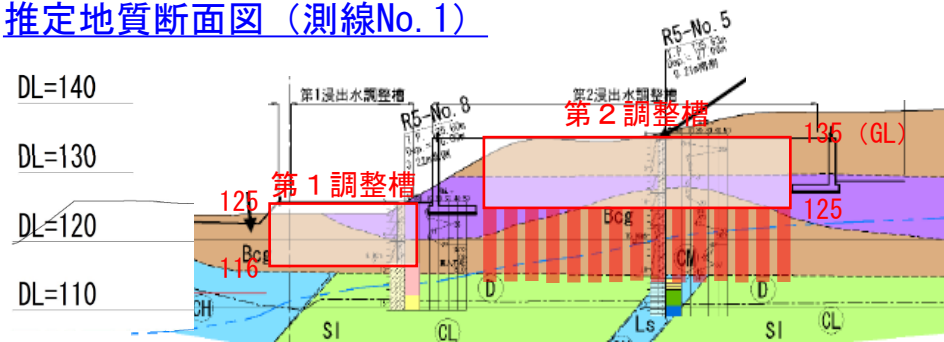 推定地質断面図（測線No.1）
R5-No.5
DL=140
第1浸出水調整槽
第2浸出水調整槽
R5-No.8
第２調整槽
135（GL）
DL=130
第１調整槽
125
125
DL=120
Bcg
Bcg
116
CM
D
D
DL=110
CH
SI
CL
Ls
SI
CL